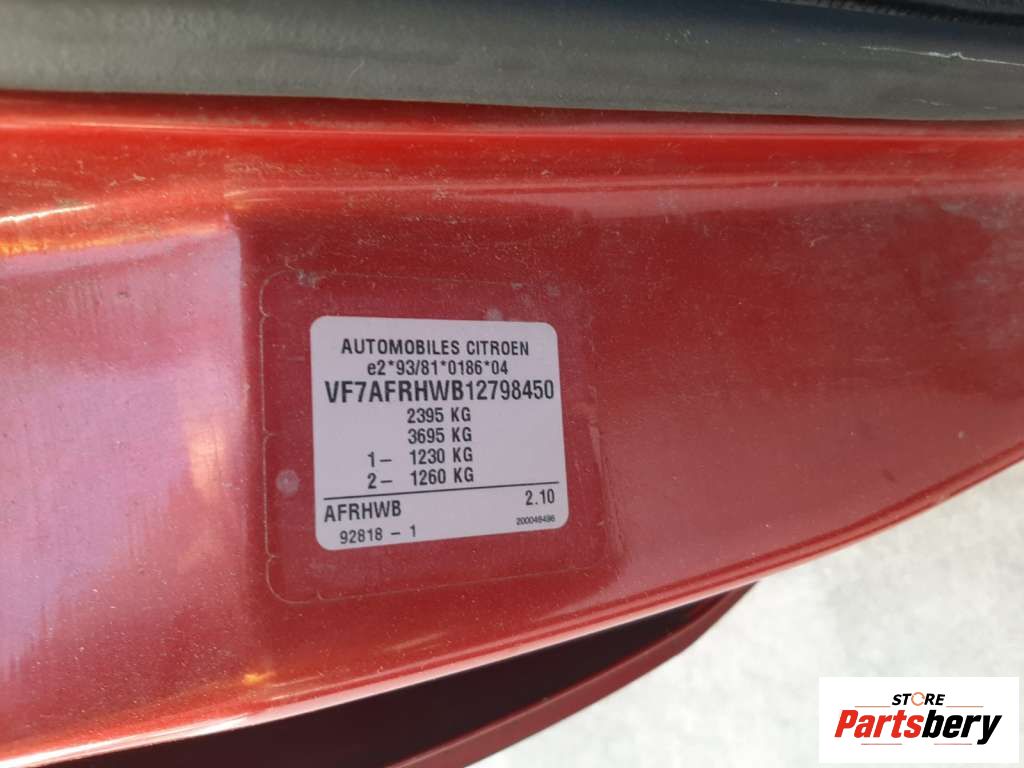 AUTOMOBILES CITROEN
e2*93/81*0186*04
VF7AFRHWB12798450
2395 KG
3695 KG
1- 1230 KG
2- 1260 KG
AFRHWB 2.10
92818 - 1 200049496
STORE
Partsbery